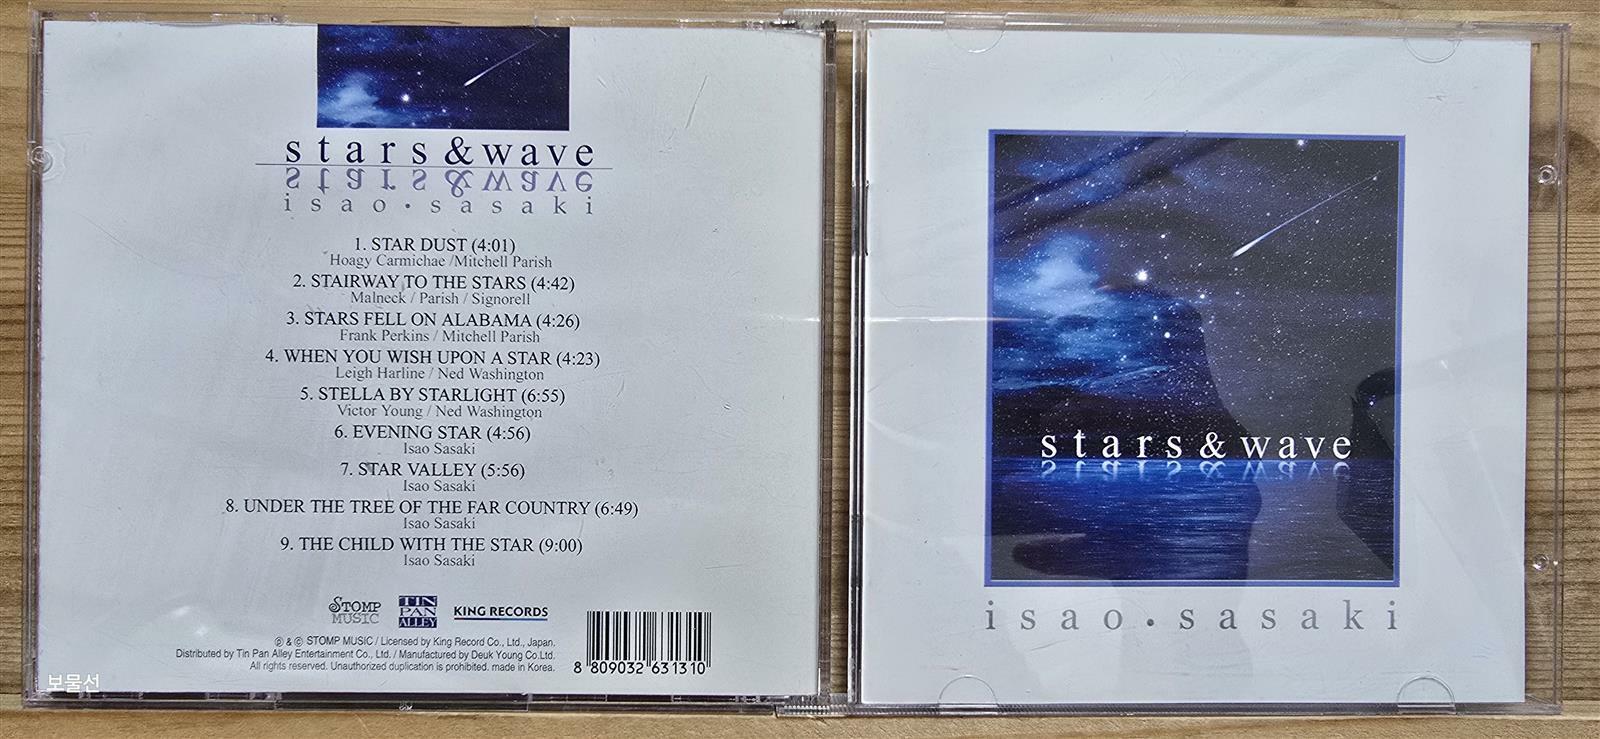 stars & wave
stars & wave
isao・sasaki
1. STAR DUST (4:01)
Hoagy Carmichae /Mitchell Parish
2. STAIRWAY TO THE STARS (4:42)
Malneck / Parish / Signorell
3. STARS FELL ON ALABAMA (4:26)
Frank Perkins / Mitchell Parish
4. WHEN YOU WISH UPON A STAR (4:23)
Leigh Harline / Ned Washington
5. STELLA BY STARLIGHT (6:55)
Victor Young / Ned Washington
6. EVENING STAR (4:56)
Isao Sasaki
7. STAR VALLEY (5:56)
Isao Sasaki
8. UNDER THE TREE OF THE FAR COUNTRY (6:49)
Isao Sasaki
9. THE CHILD WITH THE STAR (9:00)
Isao Sasaki
STOMP MUSIC
TIN PAN ALLEY
KING RECORDS
℗ & © STOMP MUSIC / Licensed by King Record Co., Ltd., Japan.
Distributed by Tin Pan Alley Entertainment Co., Ltd. / Manufactured by Deuk Young Co.Ltd.
All rights reserved. Unauthorized duplication is prohibited. made in Korea.
8 809032 631310
보물선
stars & wave
isao・sasaki